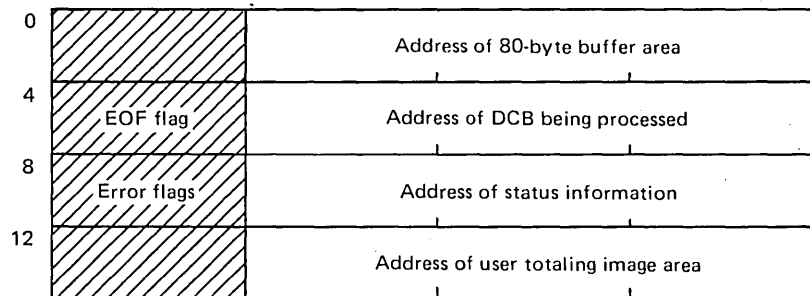 0
Address of 80-byte buffer area
4
EOF flag Address of DCB being processed
8
Error flags Address of status information
12
Address of user totaling image area